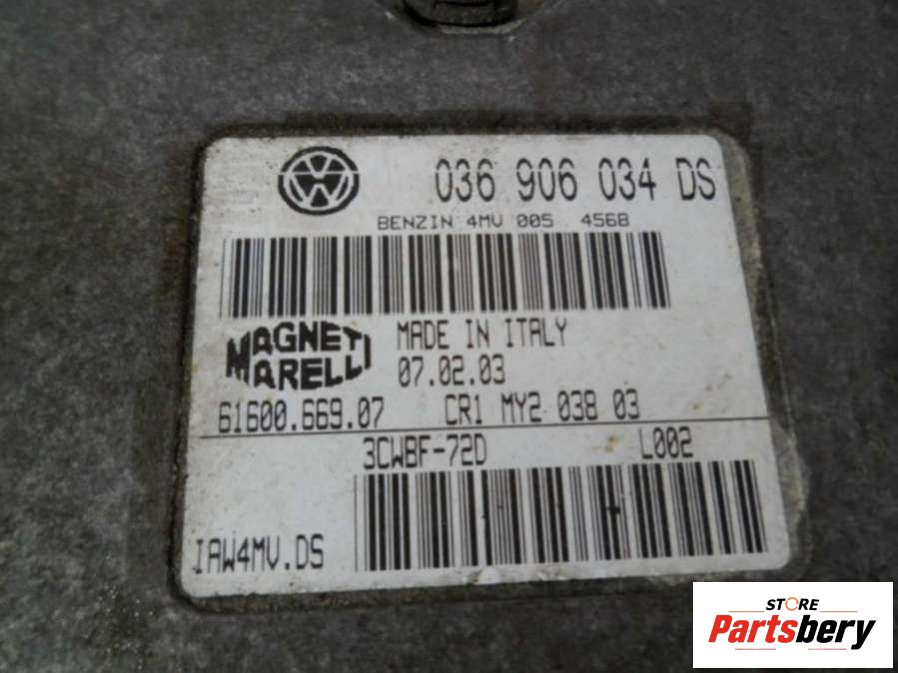 036 906 034 DS
BENZIN 4MV 005 4568
MAGNETI
MARELLI
MADE IN ITALY
07.02.03
61600.669.07 CR1 MY2 038 03
3CWBF-72D L002
IAW4MV.DS
STORE
Partsbery